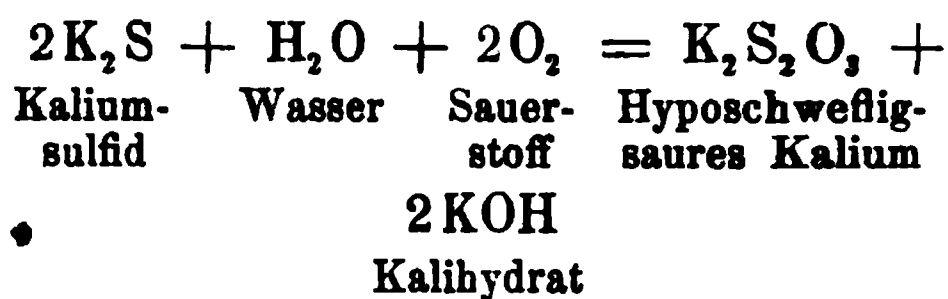 2K₂S + H₂O + 2O₂ = K₂S₂O₃ +
Kalium- Wasser Sauer- Hyposchweflig-
sulfid stoff saures Kalium
2KOH
Kalihydrat